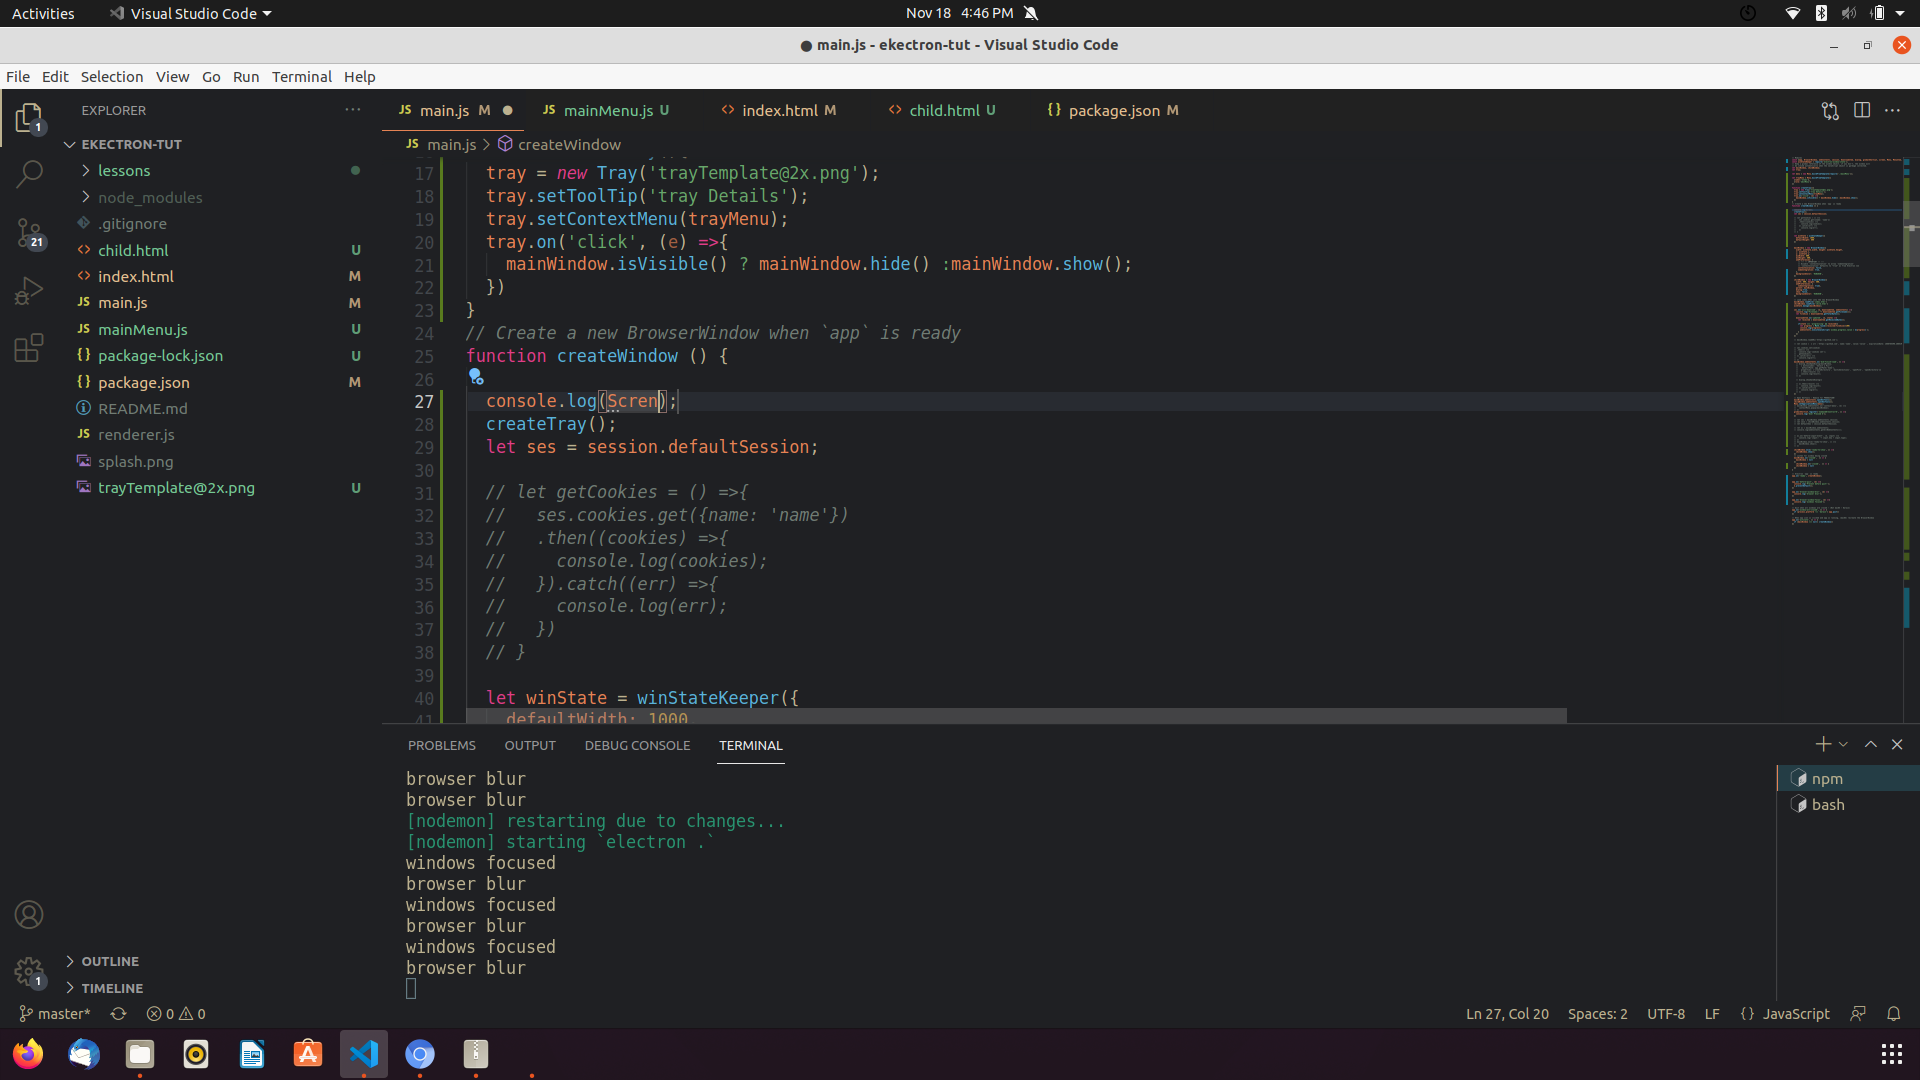 Activities
Visual Studio Code
Nov 18 4:46 PM
● main.js - ekectron-tut - Visual Studio Code
File Edit Selection View Go Run Terminal Help
EXPLORER
JS main.js M
JS mainMenu.js U
<> index.html M
<> child.html U
{} package.json M
1
EKECTRON-TUT
lessons
node_modules
.gitignore
21
<> child.html U
<> index.html M
JS main.js M
JS mainMenu.js U
{} package-lock.json U
{} package.json M
README.md
JS renderer.js
splash.png
trayTemplate@2x.png U
1
OUTLINE
TIMELINE
JS main.js > createWindow
17 tray = new Tray('trayTemplate@2x.png');
18 tray.setToolTip('tray Details');
19 tray.setContextMenu(trayMenu);
20 tray.on('click', (e) =>{
21 mainWindow.isVisible() ? mainWindow.hide() :mainWindow.show();
22 })
23 }
24 // Create a new BrowserWindow when `app` is ready
25 function createWindow () {
26
27 console.log(Scren);
28 createTray();
29 let ses = session.defaultSession;
30
31 // let getCookies = () =>{
32 // ses.cookies.get({name: 'name'})
33 // .then((cookies) =>{
34 // console.log(cookies);
35 // }).catch((err) =>{
36 // console.log(err);
37 // })
38 // }
39
40 let winState = winStateKeeper({
41 defaultWidth: 1000
PROBLEMS OUTPUT DEBUG CONSOLE TERMINAL
browser blur
browser blur
[nodemon] restarting due to changes...
[nodemon] starting `electron .`
windows focused
browser blur
windows focused
browser blur
windows focused
browser blur
npm
bash
master* 0 0
Ln 27, Col 20 Spaces: 2 UTF-8 LF {} JavaScript